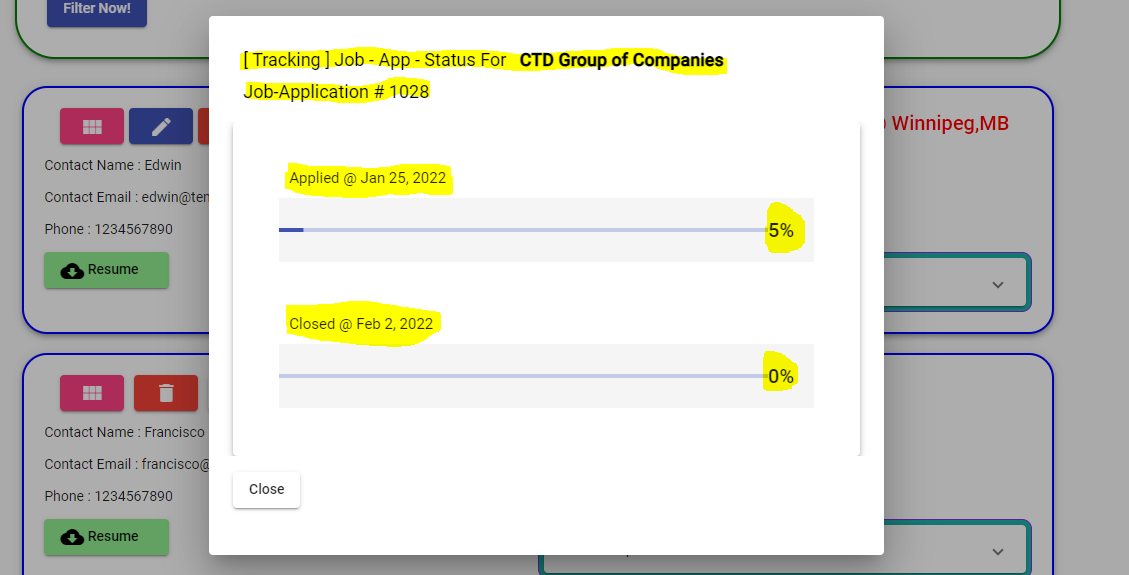 Filter Now!
[ Tracking ] Job - App - Status For CTD Group of Companies
Job-Application # 1028
Winnipeg,MB
Contact Name : Edwin
Contact Email :
Phone : 1234567890
Resume
Applied @ Jan 25, 2022
5%
Closed @ Feb 2, 2022
0%
Contact Name : Francisco
Contact Email : francisco@
Phone : 1234567890
Resume
Close